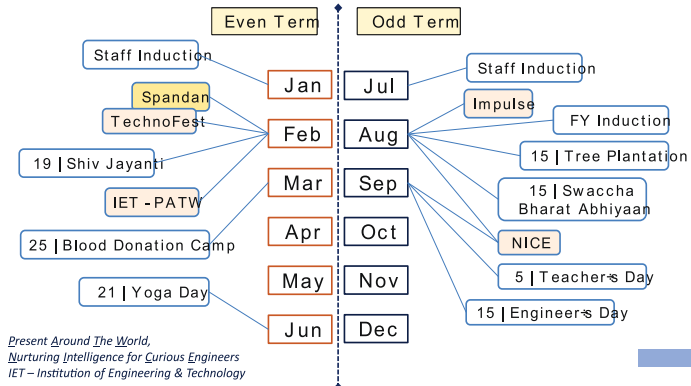 Even Term
Odd Term
Staff Induction
Spandan
TechnoFest
19 | Shiv Jayanti
IET - PATW
25 | Blood Donation Camp
21 | Yoga Day
Jan
Feb
Mar
Apr
May
Jun
Jul
Aug
Sep
Oct
Nov
Dec
Staff Induction
Impulse
FY Induction
15 | Tree Plantation
15 | Swaccha
Bharat Abhiyaan
NICE
5 | Teacher's Day
15 | Engineer's Day
Present Around The World,
Nurturing Intelligence for Curious Engineers
IET – Institution of Engineering & Technology